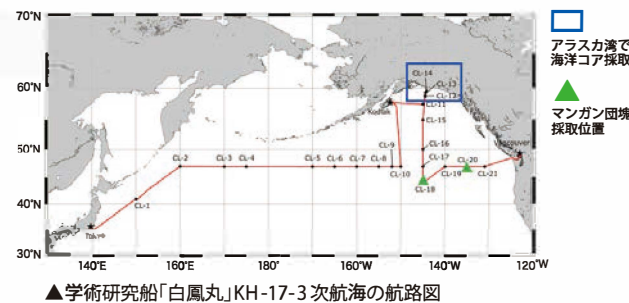 70°N
60°N
50°N
40°N
30°N
140°E
160°E
180°E
160°W
140°W
120°W
CL-14
CL-13
CL-12
CL-11
Kodiak
CL-15
CL-9
CL-16
Vancouver
CL-2
CL-3
CL-4
CL-5
CL-6
CL-7
CL-8
CL-10
CL-17
CL-20
CL-19
CL-21
CL-18
CL-1
Tokyo
アラスカ湾で
海洋コア採取
マンガン団塊
採取位置
▲学術研究船「白鳳丸」KH-17-3次航海の航路図